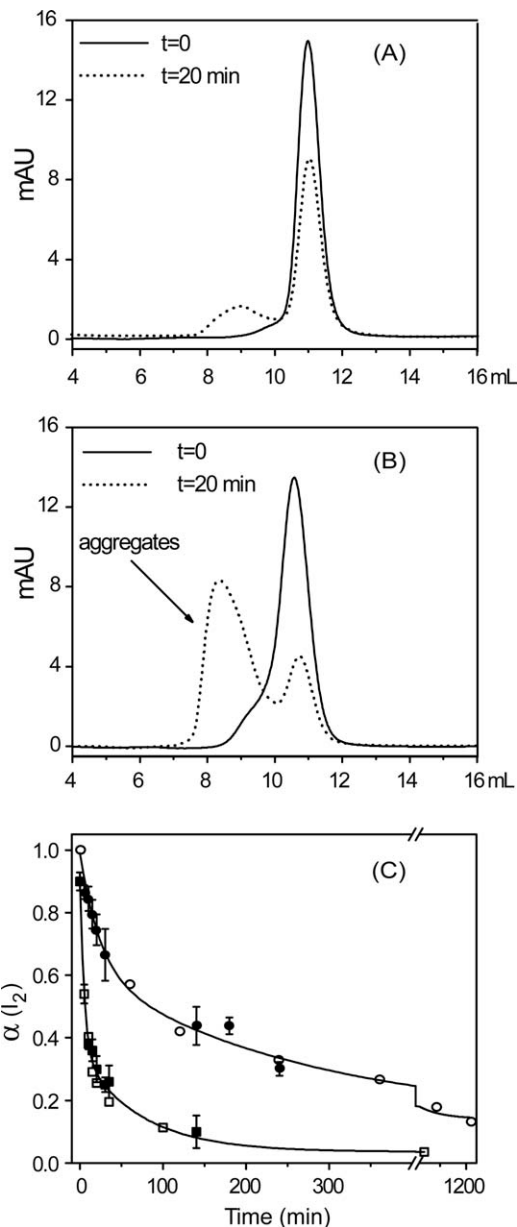 t=0
t=20 min
(A)
mAU
16
12
8
4
0
4 6 8 10 12 14 16 mL
t=0
t=20 min
(B)
aggregates
mAU
16
12
8
4
0
4 6 8 10 12 14 16 mL
(C)
α (I₂)
1.0
0.8
0.6
0.4
0.2
0.0
0 100 200 300 1200
Time (min)